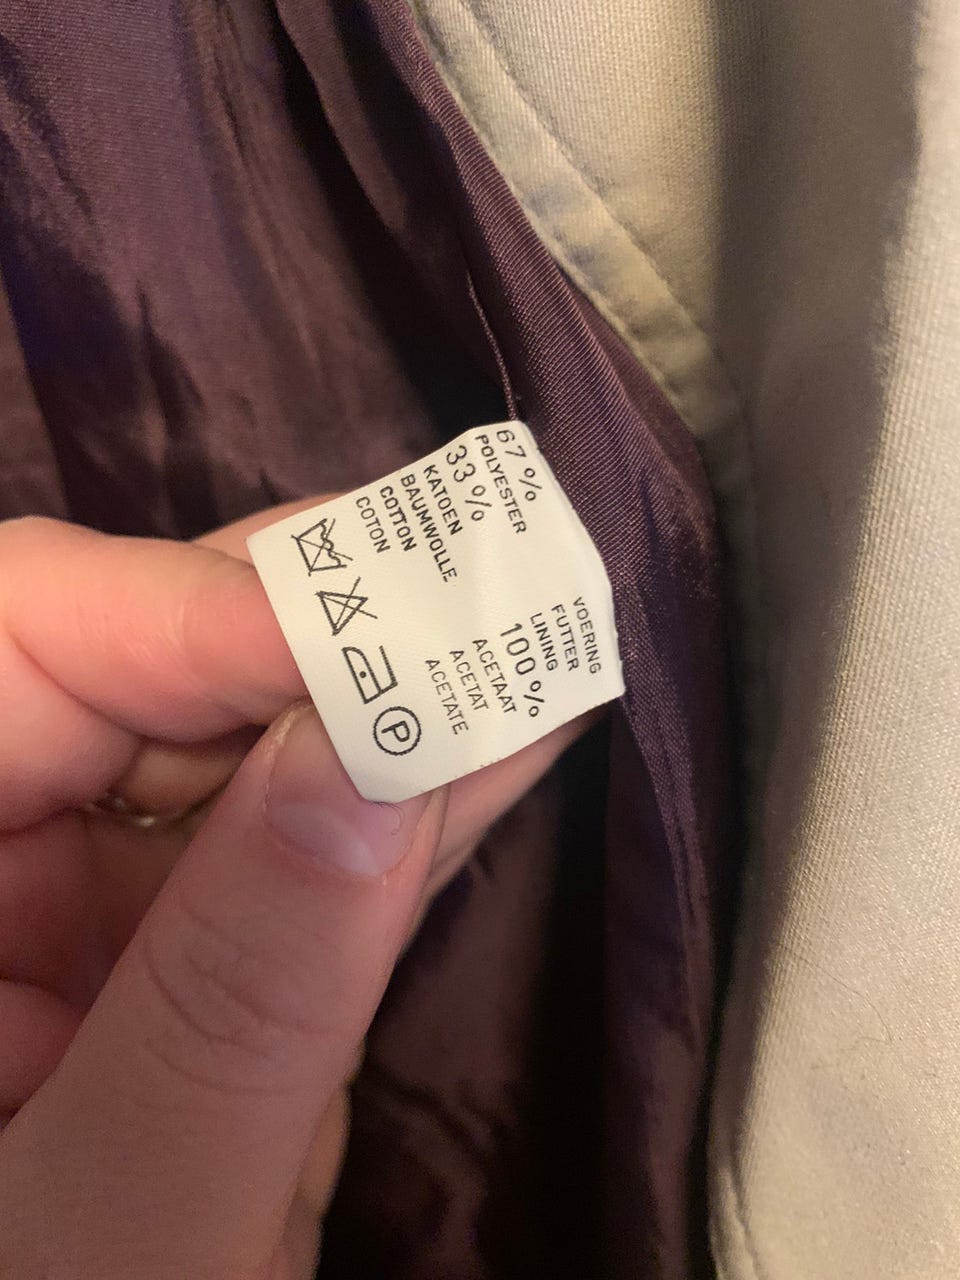 67 %
POLYESTER
33 %
KATOEN
BAUMWOLLE
COTTON
COTON
VOERING
FUTTER
LINING
100 %
ACETAAT
ACETAT
ACETATE
P